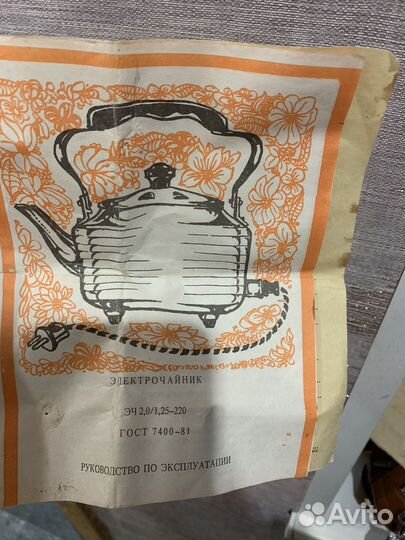 ЭЛЕКТРОЧАЙНИК
ЭЧ 2,0/1,25-220
ГОСТ 7400-81
РУКОВОДСТВО ПО ЭКСПЛУАТАЦИИ
Avito